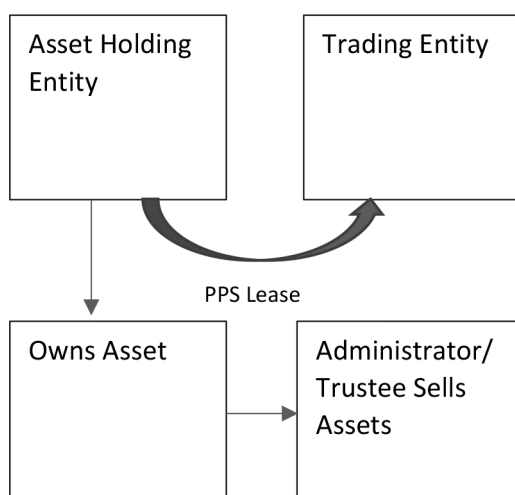 Asset Holding
Entity
Trading Entity
PPS Lease
Owns Asset
Administrator/
Trustee Sells
Assets